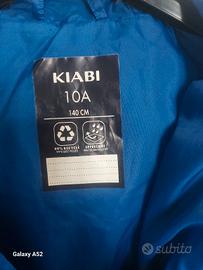 KIABI
10A
140 CM
Galaxy A52
subito